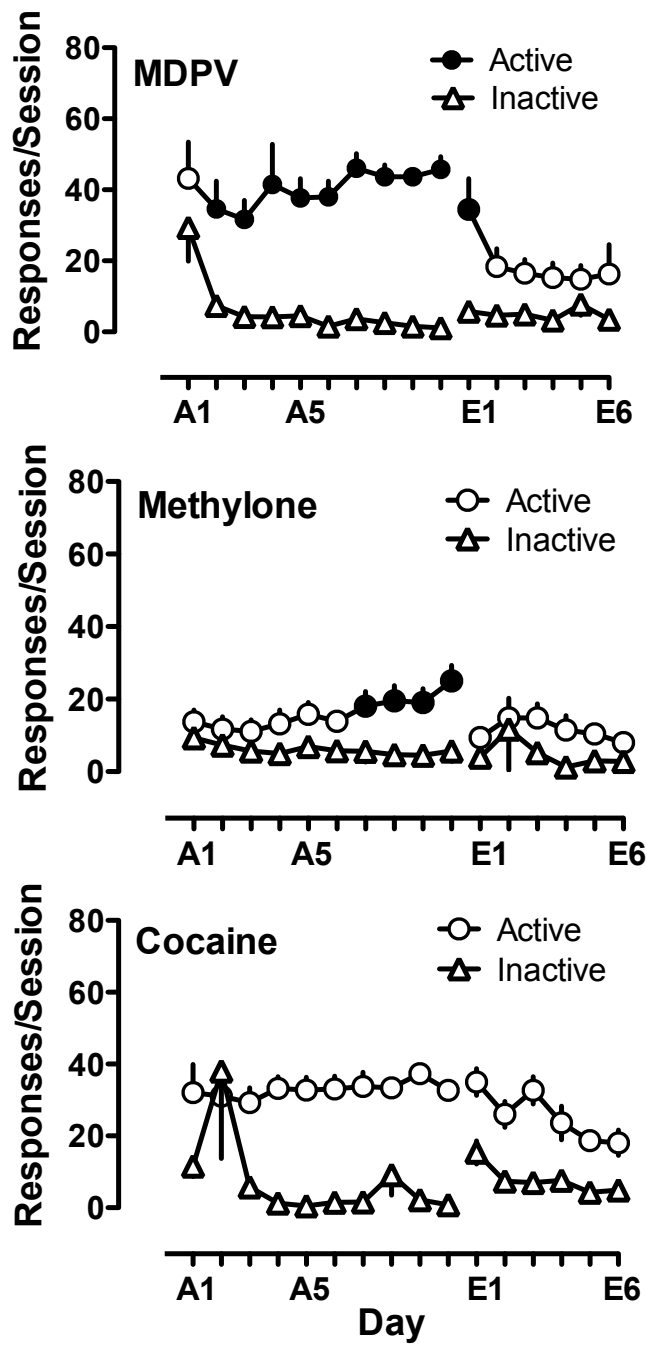 80
MDPV
Active
Inactive
60
40
20
0
Responses/Session
A1 A5 E1 E6
80
Methylone
Active
Inactive
60
40
20
0
Responses/Session
A1 A5 E1 E6
80
Cocaine
Active
Inactive
60
40
20
0
Responses/Session
A1 A5 E1 E6
Day